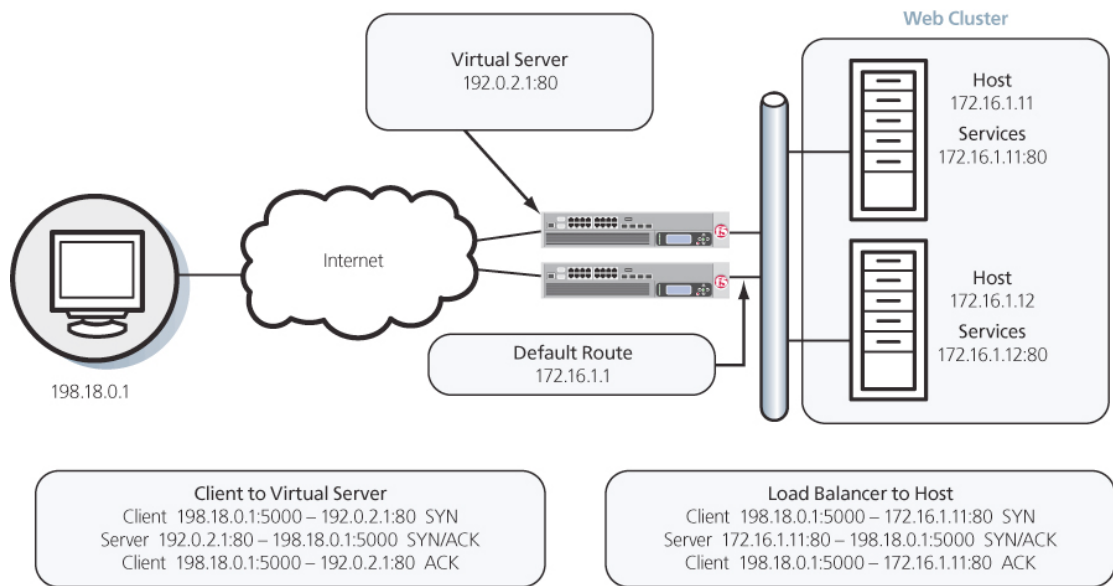 Web Cluster
Virtual Server
192.0.2.1:80
Host
172.16.1.11
Services
172.16.1.11:80
Internet
Host
172.16.1.12
Services
172.16.1.12:80
Default Route
172.16.1.1
198.18.0.1
Client to Virtual Server
Client 198.18.0.1:5000 – 192.0.2.1:80 SYN
Server 192.0.2.1:80 – 198.18.0.1:5000 SYN/ACK
Client 198.18.0.1:5000 – 192.0.2.1:80 ACK
Load Balancer to Host
Client 198.18.0.1:5000 – 172.16.1.11:80 SYN
Server 172.16.1.11:80 – 198.18.0.1:5000 SYN/ACK
Client 198.18.0.1:5000 – 172.16.1.11:80 ACK